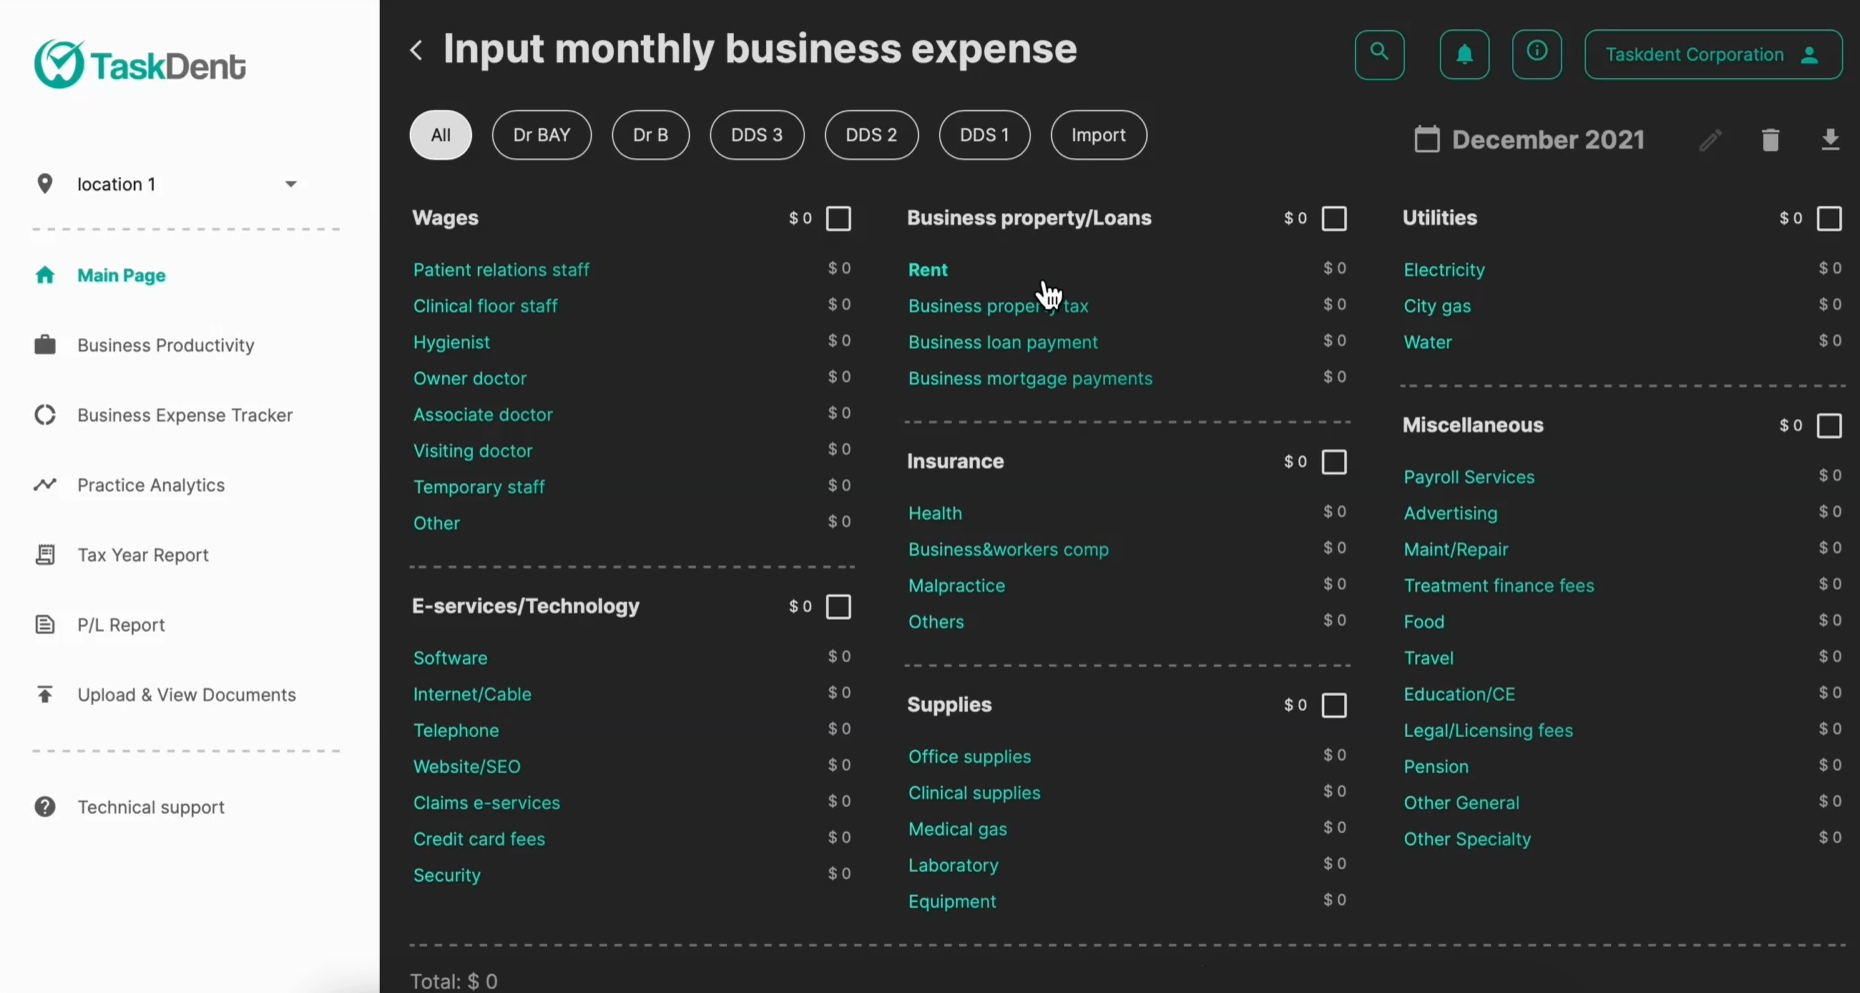 TaskDent
location 1
Main Page
Business Productivity
Business Expense Tracker
Practice Analytics
Tax Year Report
P/L Report
Upload & View Documents
Technical support
Input monthly business expense
Taskdent Corporation
All
Dr BAY
Dr B
DDS 3
DDS 2
DDS 1
Import
December 2021
Wages $ 0
Patient relations staff $ 0
Clinical floor staff $ 0
Hygienist $ 0
Owner doctor $ 0
Associate doctor $ 0
Visiting doctor $ 0
Temporary staff $ 0
Other $ 0
E-services/Technology $ 0
Software $ 0
Internet/Cable $ 0
Telephone $ 0
Website/SEO $ 0
Claims e-services $ 0
Credit card fees $ 0
Security $ 0
Business property/Loans $ 0
Rent $ 0
Business property tax $ 0
Business loan payment $ 0
Business mortgage payments $ 0
Insurance $ 0
Health $ 0
Business&workers comp $ 0
Malpractice $ 0
Others $ 0
Supplies $ 0
Office supplies $ 0
Clinical supplies $ 0
Medical gas $ 0
Laboratory $ 0
Equipment $ 0
Utilities $ 0
Electricity $ 0
City gas $ 0
Water $ 0
Miscellaneous $ 0
Payroll Services $ 0
Advertising $ 0
Maint/Repair $ 0
Treatment finance fees $ 0
Food $ 0
Travel $ 0
Education/CE $ 0
Legal/Licensing fees $ 0
Pension $ 0
Other General $ 0
Other Specialty $ 0
Total: $ 0